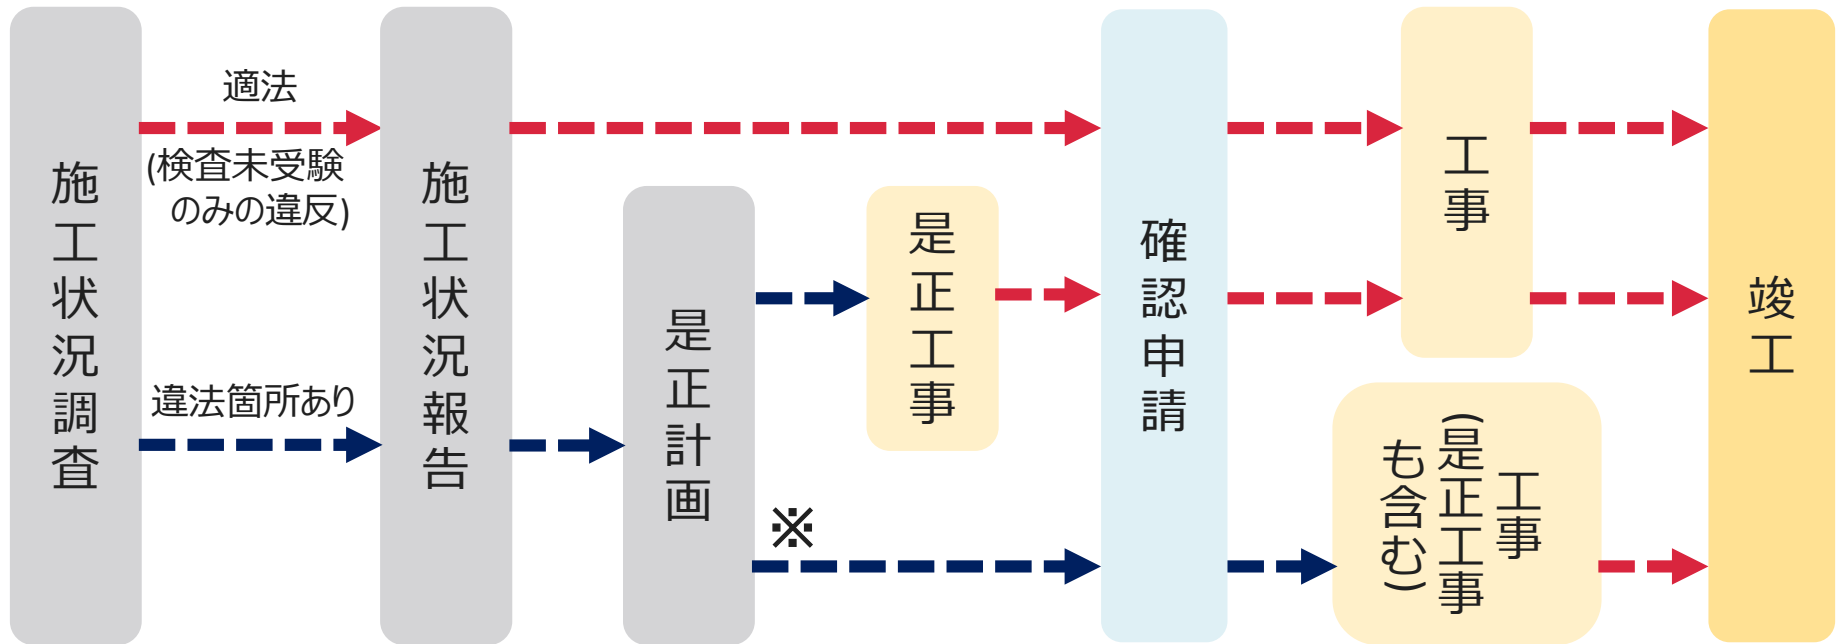 施工状況調査
適法
(検査未受験
のみの違反)
違法箇所あり
施工状況報告
是正計画
※
是正工事
確認申請
工事
工事
(是正工事
も含む)
竣工